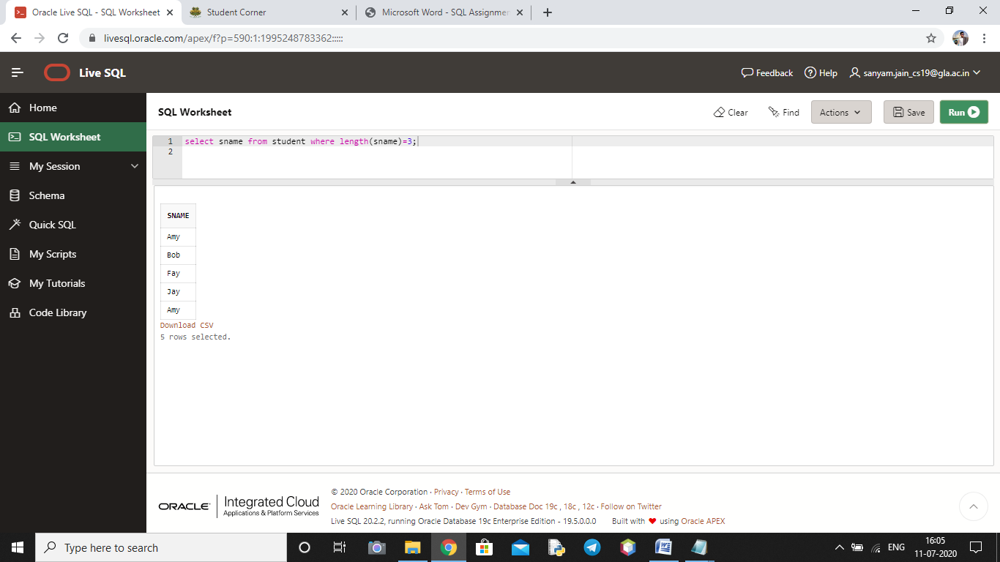 Oracle Live SQL - SQL Worksheet
Student Corner
Microsoft Word - SQL Assignmen
livesql.oracle.com/apex/f?p=590:1:1995248783362:::::
Live SQL
Feedback
Help
sanyam.jain_cs19@gla.ac.in
Home
SQL Worksheet
My Session
Schema
Quick SQL
My Scripts
My Tutorials
Code Library
SQL Worksheet
Clear
Find
Actions
Save
Run
1 select sname from student where length(sname)=3;
2
SNAME
Amy
Bob
Fay
Jay
Amy
Download CSV
5 rows selected.
ORACLE
Integrated Cloud
Applications & Platform Services
© 2020 Oracle Corporation · Privacy · Terms of Use
Oracle Learning Library · Ask Tom · Dev Gym · Database Doc 19c , 18c , 12c · Follow on Twitter
Live SQL 20.2.2, running Oracle Database 19c Enterprise Edition - 19.5.0.0.0 Built with ❤ using Oracle APEX
Type here to search
ENG
16:05
11-07-2020